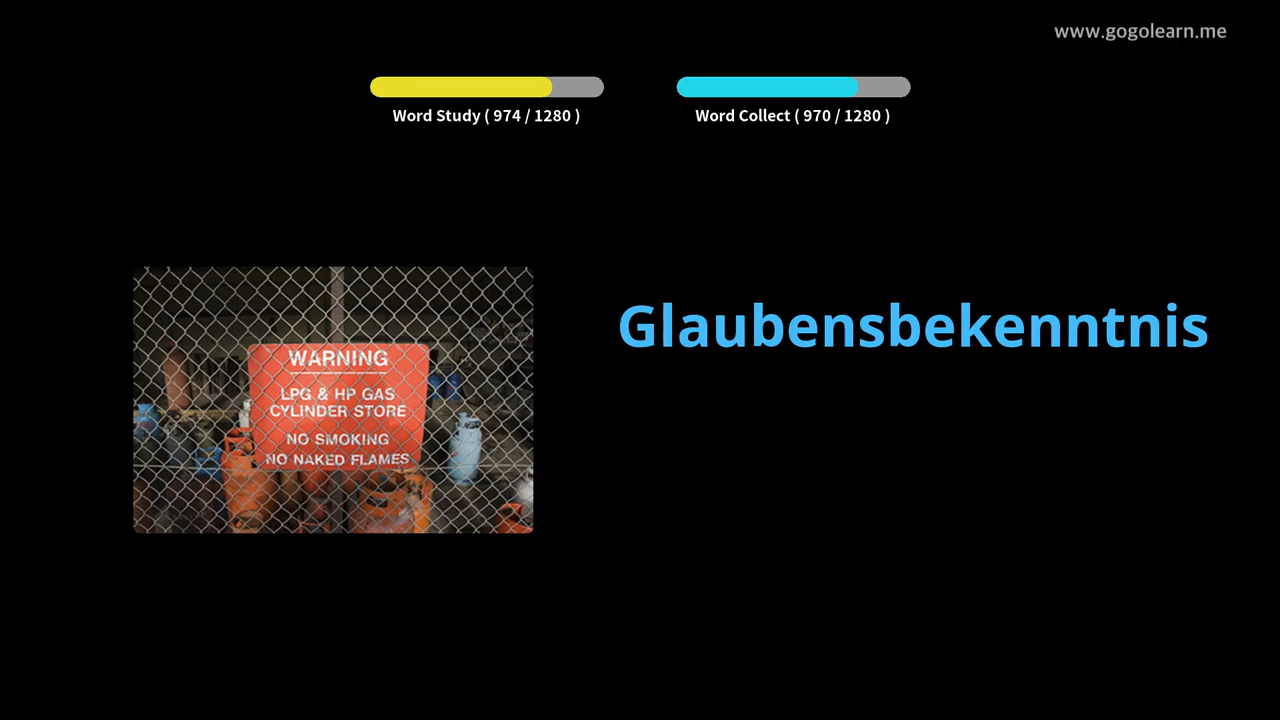 www.gogolearn.me
Word Study ( 974 / 1280 )
Word Collect ( 970 / 1280 )
Glaubensbekenntnis
WARNING
LPG & HP GAS
CYLINDER STORE
NO SMOKING
NO NAKED FLAMES